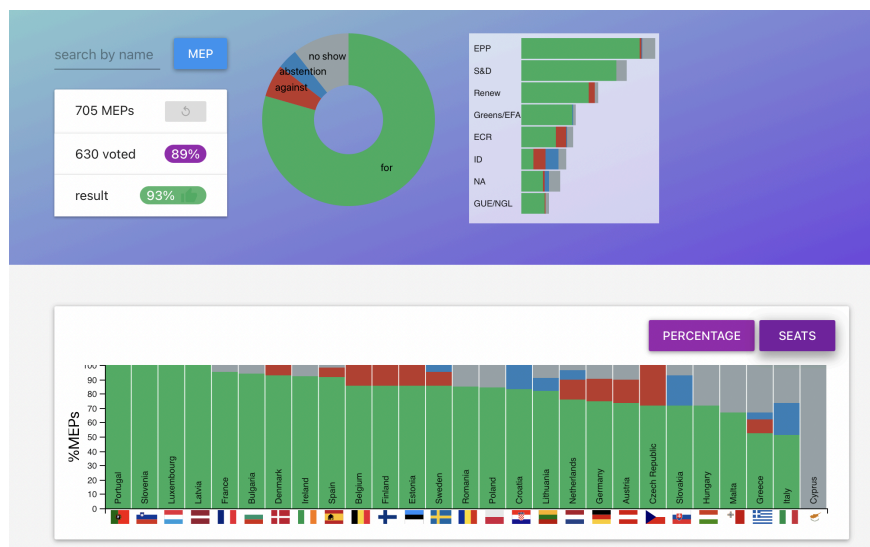 search by name
MEP
705 MEPs
630 voted 89%
result 93%
no show
abstention
against
for
EPP
S&D
Renew
Greens/EFA
ECR
ID
NA
GUE/NGL
PERCENTAGE SEATS
%MEPs
100
90
80
70
60
50
40
30
20
10
0
Portugal
Slovenia
Luxembourg
Latvia
France
Bulgaria
Denmark
Ireland
Spain
Belgium
Finland
Estonia
Sweden
Romania
Poland
Croatia
Lithuania
Netherlands
Germany
Austria
Czech Republic
Slovakia
Hungary
Malta
Greece
Italy
Cyprus